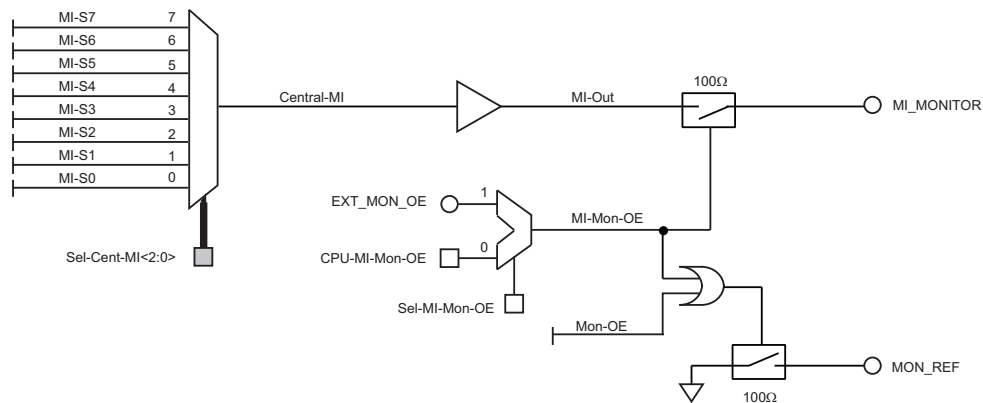 MI-S7 7
MI-S6 6
MI-S5 5
MI-S4 4
MI-S3 3
MI-S2 2
MI-S1 1
MI-S0 0
Sel-Cent-MI<2:0>
Central-MI
MI-Out
100Ω
MI_MONITOR
EXT_MON_OE
1
CPU-MI-Mon-OE
0
Sel-MI-Mon-OE
MI-Mon-OE
Mon-OE
MON_REF
100Ω